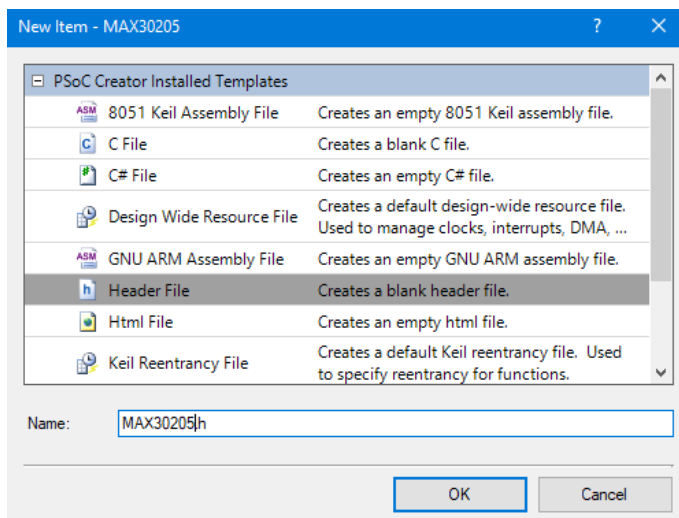 New Item - MAX30205 ? ×
PSoC Creator Installed Templates
ASM 8051 Keil Assembly File Creates an empty 8051 Keil assembly file.
c C File Creates a blank C file.
C# File Creates an empty C# file.
Design Wide Resource File Creates a default design-wide resource file.
Used to manage clocks, interrupts, DMA, ...
ASM GNU ARM Assembly File Creates an empty GNU ARM assembly file.
h Header File Creates a blank header file.
Html File Creates an empty html file.
Keil Reentrancy File Creates a default Keil reentrancy file. Used
to specify reentrancy for functions.
Name: MAX30205.h
OK Cancel